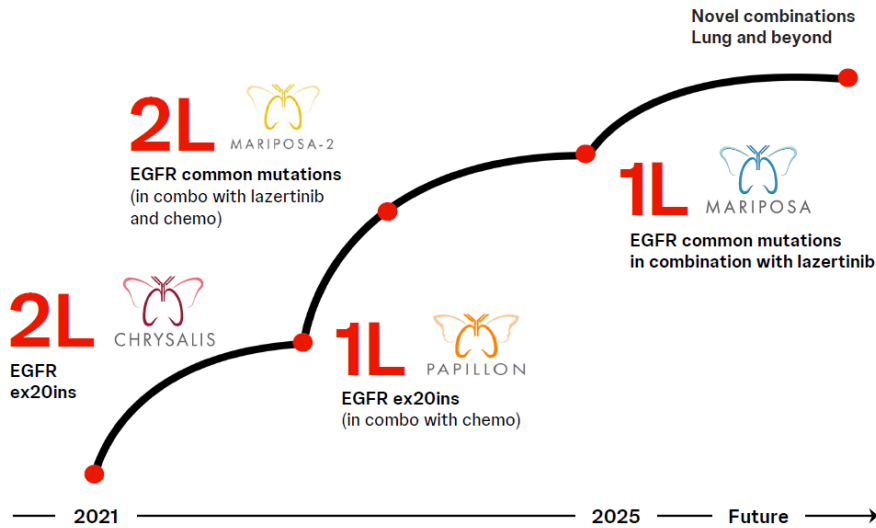 Novel combinations
Lung and beyond
2L
MARIPOSA-2
EGFR common mutations
(in combo with lazertinib
and chemo)
1L
MARIPOSA
EGFR common mutations
in combination with lazertinib
2L
CHRYSALIS
EGFR
ex20ins
1L
PAPILLON
EGFR ex20ins
(in combo with chemo)
2021
2025
Future